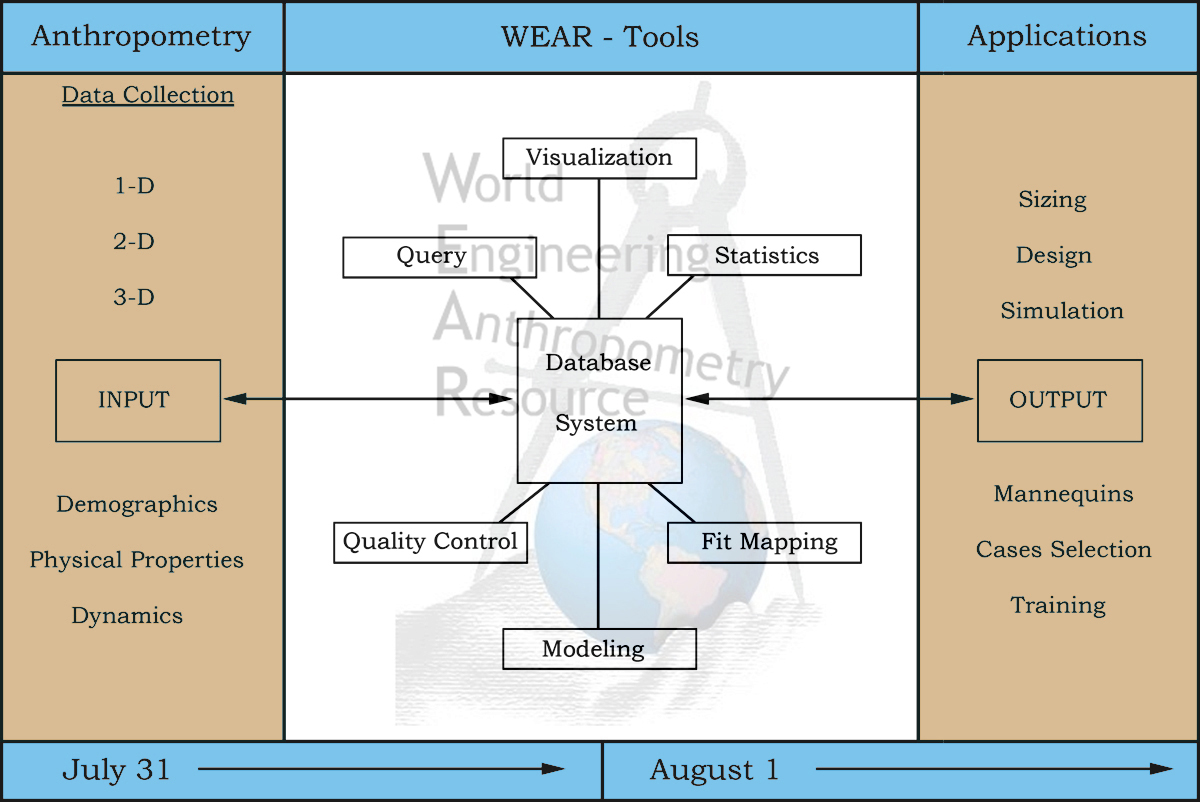 Anthropometry
WEAR - Tools
Applications
Data Collection
1-D
2-D
3-D
INPUT
Demographics
Physical Properties
Dynamics
World
Engineering
Anthropometry
Resource
Visualization
Query
Statistics
Database
System
Quality Control
Fit Mapping
Modeling
Sizing
Design
Simulation
OUTPUT
Mannequins
Cases Selection
Training
July 31
August 1